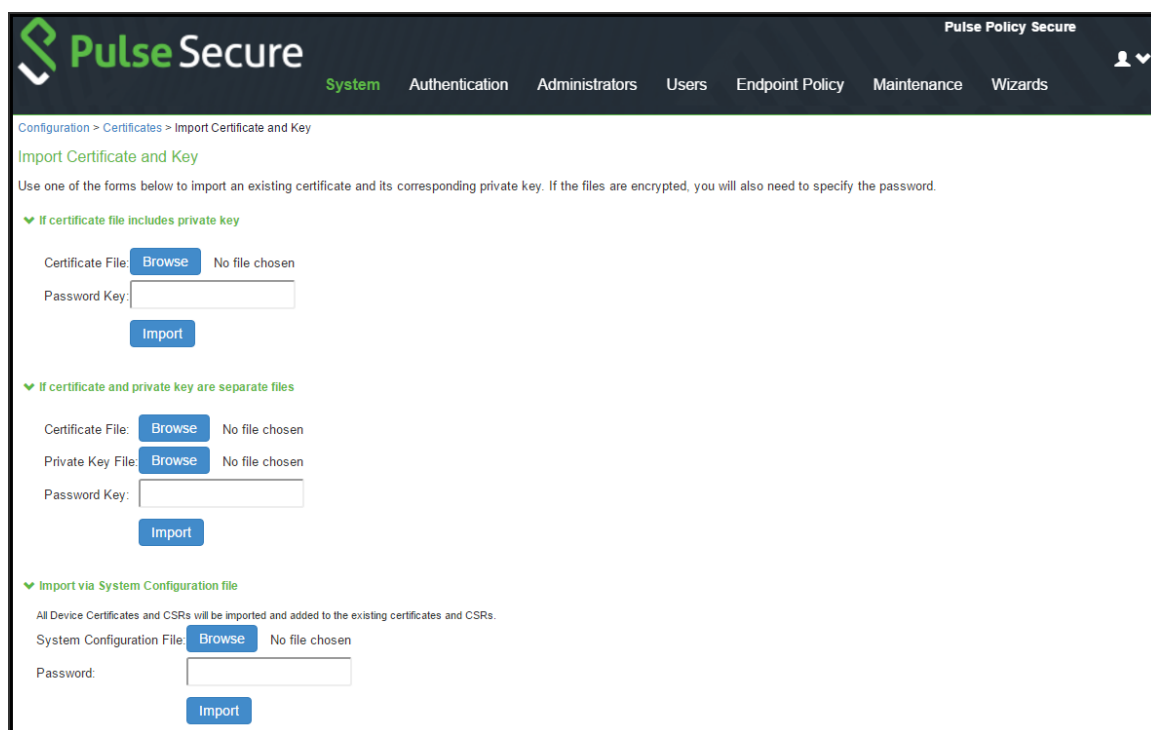 Pulse Policy Secure
Pulse Secure
System Authentication Administrators Users Endpoint Policy Maintenance Wizards
Configuration > Certificates > Import Certificate and Key
Import Certificate and Key
Use one of the forms below to import an existing certificate and its corresponding private key. If the files are encrypted, you will also need to specify the password.
If certificate file includes private key
Certificate File: Browse No file chosen
Password Key:
Import
If certificate and private key are separate files
Certificate File: Browse No file chosen
Private Key File: Browse No file chosen
Password Key:
Import
Import via System Configuration file
All Device Certificates and CSRs will be imported and added to the existing certificates and CSRs.
System Configuration File: Browse No file chosen
Password:
Import